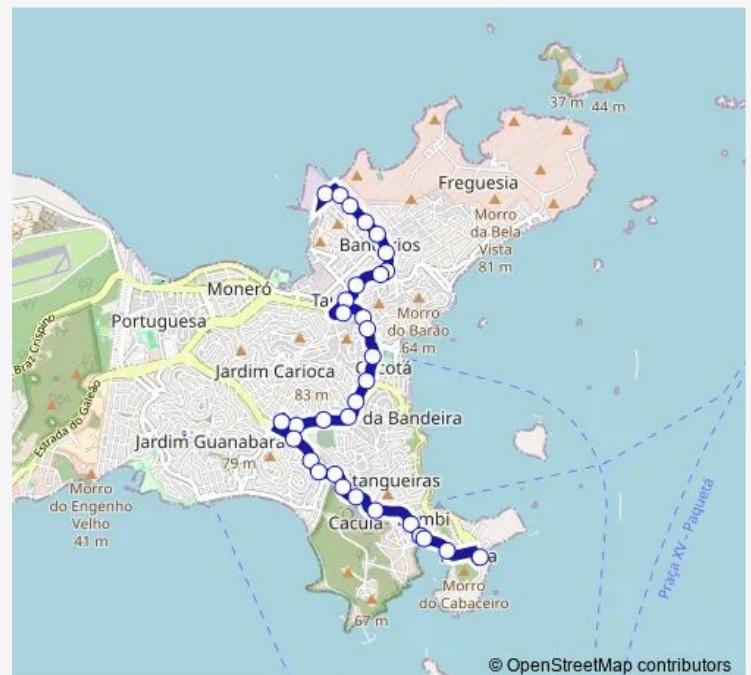 37 m 44 m
Freguesia
Morro
da Bela
Vista
81 m
Moneró
Portuguesa
Morro
do Barão
64 m
Jardim Carioca
83 m
Braz Crispino
Estrada do Galeão
da Bandeira
Jardim Guanabara
79 m
Morro
do Engenho
Velho
41 m
Cacuia
Morro
do Cabaceiro
67 m
Praça XV - Paquetá
© OpenStreetMap contributors